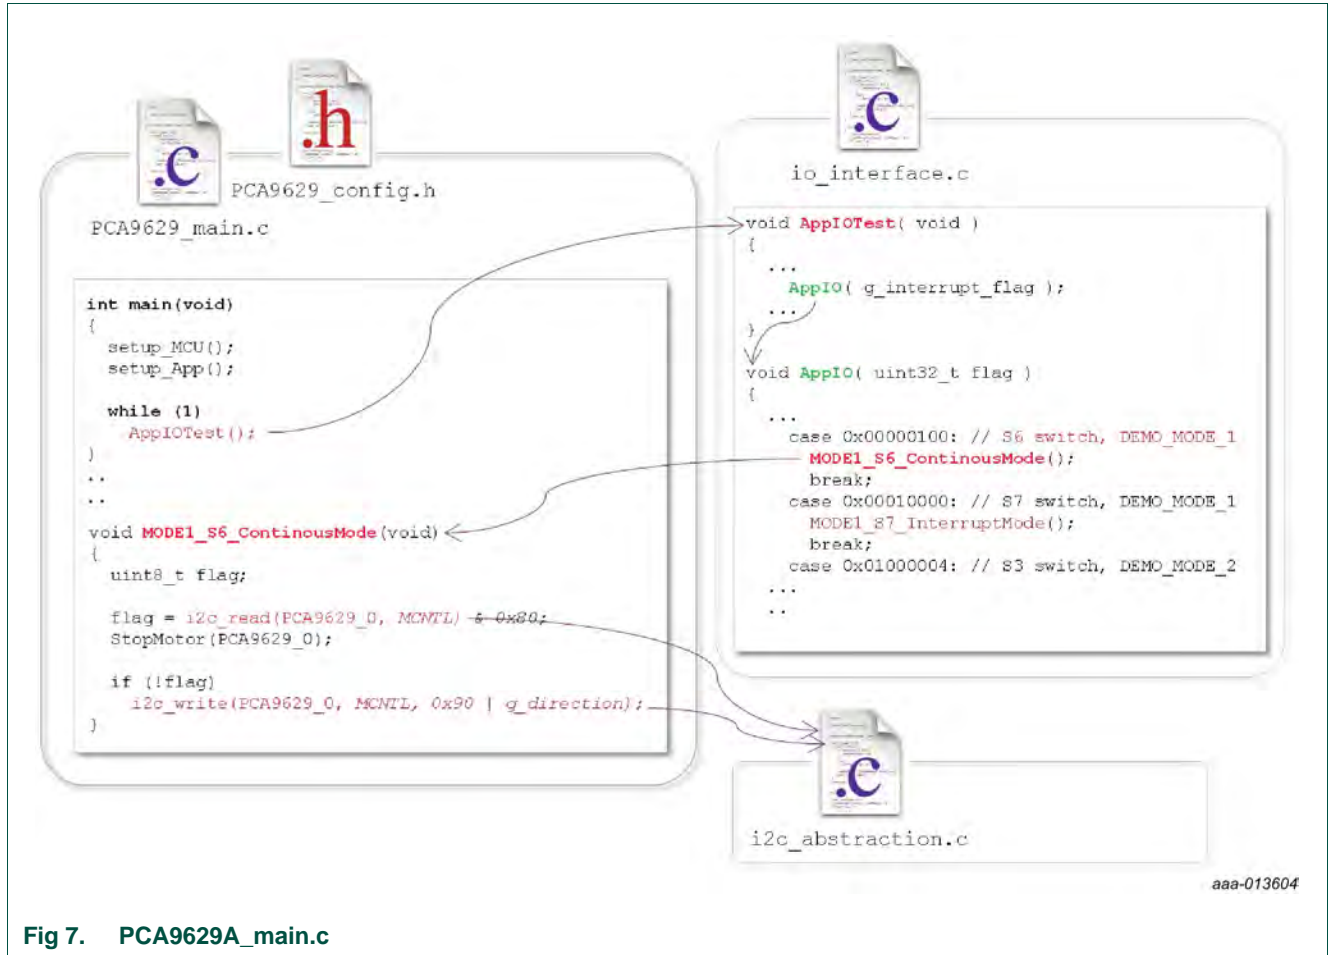 .c
.h
PCA9629_config.h
PCA9629_main.c
int main(void)
{
setup_MCU();
setup_App();
while (1)
AppIOTest();
}
..
..
void MODE1_S6_ContinousMode(void)
{
uint8_t flag;
flag = i2c_read(PCA9629_0, MCNTL) & 0x80;
StopMotor(PCA9629_0);
if (!flag)
i2c_write(PCA9629_0, MCNTL, 0x90 | g_direction);
}
.c
io_interface.c
void AppIOTest( void )
{
...
AppIO( g_interrupt_flag );
...
}
void AppIO( uint32_t flag )
{
...
case 0x00000100: // S6 switch, DEMO_MODE_1
MODE1_S6_ContinousMode();
break;
case 0x00010000: // S7 switch, DEMO_MODE_1
MODE1_S7_InterruptMode();
break;
case 0x01000004: // S3 switch, DEMO_MODE_2
...
..
.c
i2c_abstraction.c
aaa-013604
Fig 7. PCA9629A_main.c